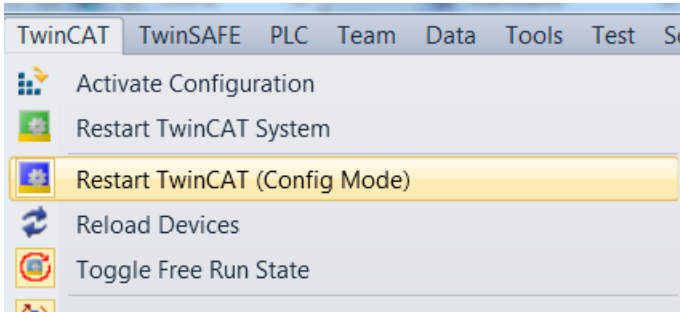 TwinCAT TwinSAFE PLC Team Data Tools Test
Activate Configuration
Restart TwinCAT System
Restart TwinCAT (Config Mode)
Reload Devices
Toggle Free Run State